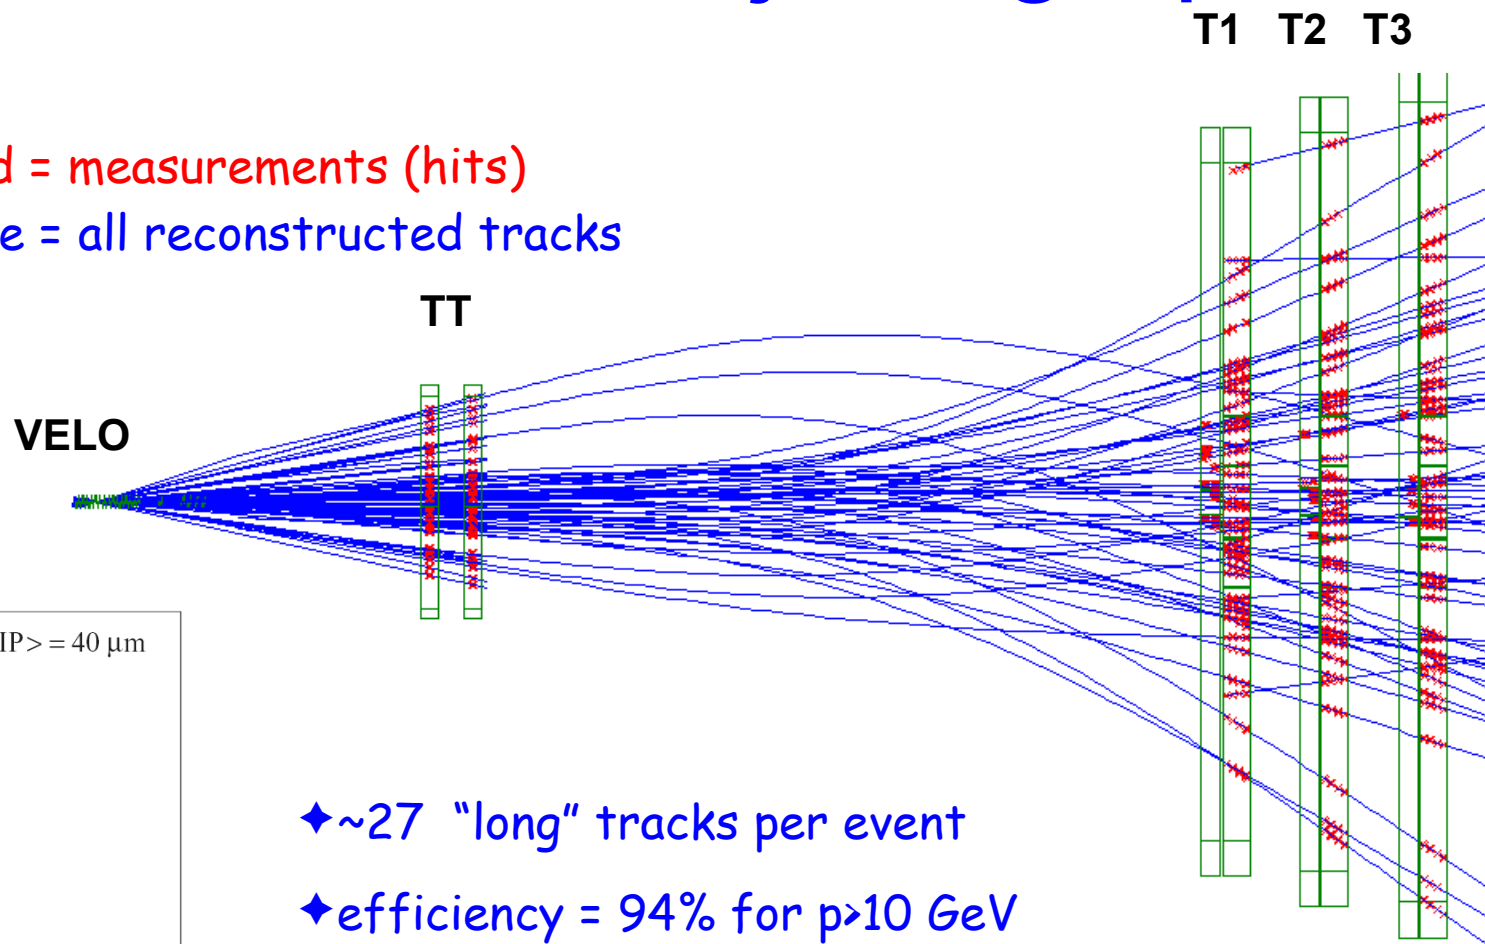 T1 T2 T3
d = measurements (hits)
e = all reconstructed tracks
TT
VELO
IP> = 40 μm
✦~27 “long” tracks per event
✦efficiency = 94% for p>10 GeV